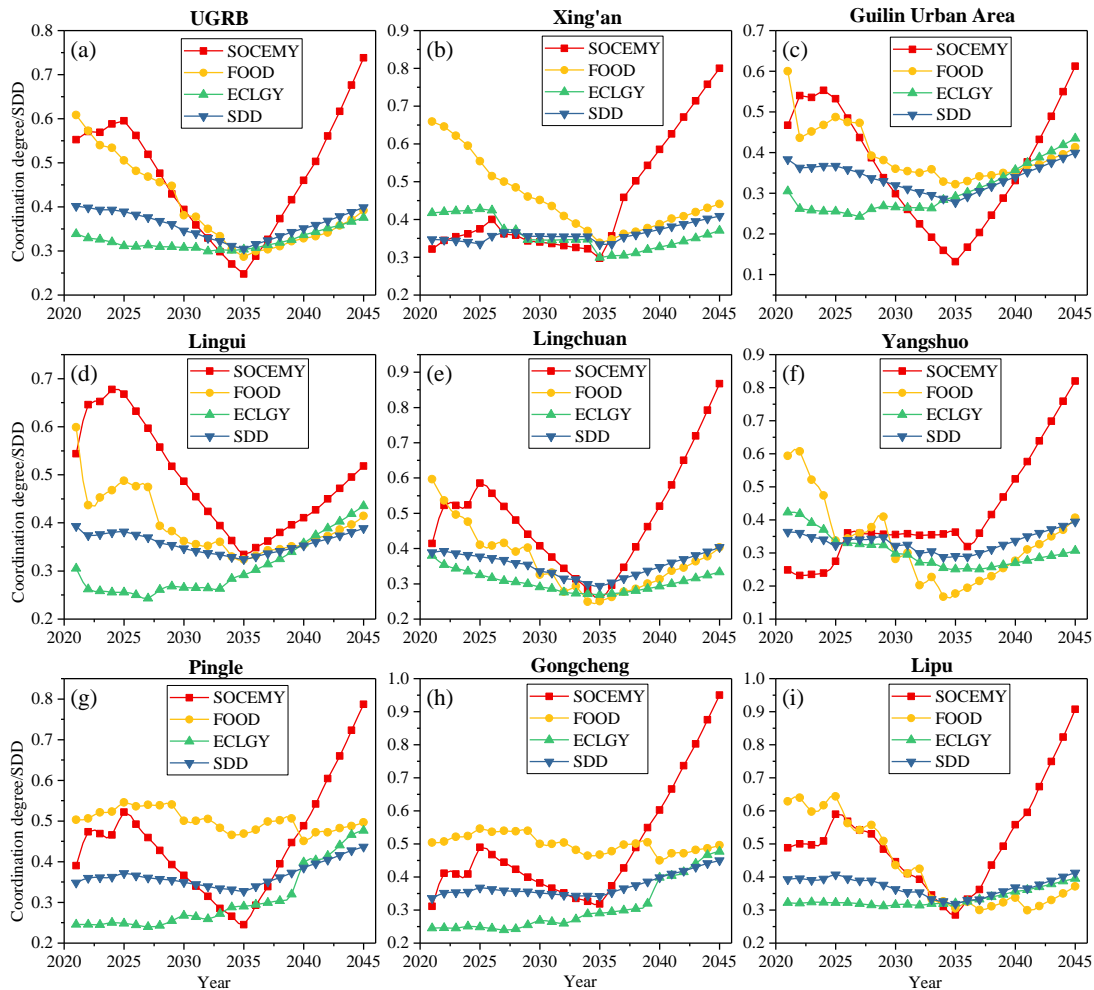 UGRB
Xing'an
Guilin Urban Area
(a)
SOCEMY
FOOD
ECLGY
SDD
0.8
0.7
0.6
0.5
0.4
0.3
0.2
2020 2025 2030 2035 2040 2045
Coordination degree/SDD
(b)
SOCEMY
FOOD
ECLGY
SDD
0.9
0.8
0.7
0.6
0.5
0.4
0.3
0.2
2020 2025 2030 2035 2040 2045
(c)
SOCEMY
FOOD
ECLGY
SDD
0.7
0.6
0.5
0.4
0.3
0.2
0.1
2020 2025 2030 2035 2040 2045
Lingui
Lingchuan
Yangshuo
(d)
SOCEMY
FOOD
ECLGY
SDD
0.7
0.6
0.5
0.4
0.3
0.2
2020 2025 2030 2035 2040 2045
Coordination degree/SDD
(e)
SOCEMY
FOOD
ECLGY
SDD
0.9
0.8
0.7
0.6
0.5
0.4
0.3
0.2
2020 2025 2030 2035 2040 2045
(f)
SOCEMY
FOOD
ECLGY
SDD
0.9
0.8
0.7
0.6
0.5
0.4
0.3
0.2
0.1
2020 2025 2030 2035 2040 2045
Pingle
Gongcheng
Lipu
(g)
SOCEMY
FOOD
ECLGY
SDD
0.8
0.7
0.6
0.5
0.4
0.3
0.2
2020 2025 2030 2035 2040 2045
Coordination degree/SDD
Year
(h)
SOCEMY
FOOD
ECLGY
SDD
1.0
0.9
0.8
0.7
0.6
0.5
0.4
0.3
0.2
2020 2025 2030 2035 2040 2045
Year
(i)
SOCEMY
FOOD
ECLGY
SDD
1.0
0.9
0.8
0.7
0.6
0.5
0.4
0.3
0.2
2020 2025 2030 2035 2040 2045
Year